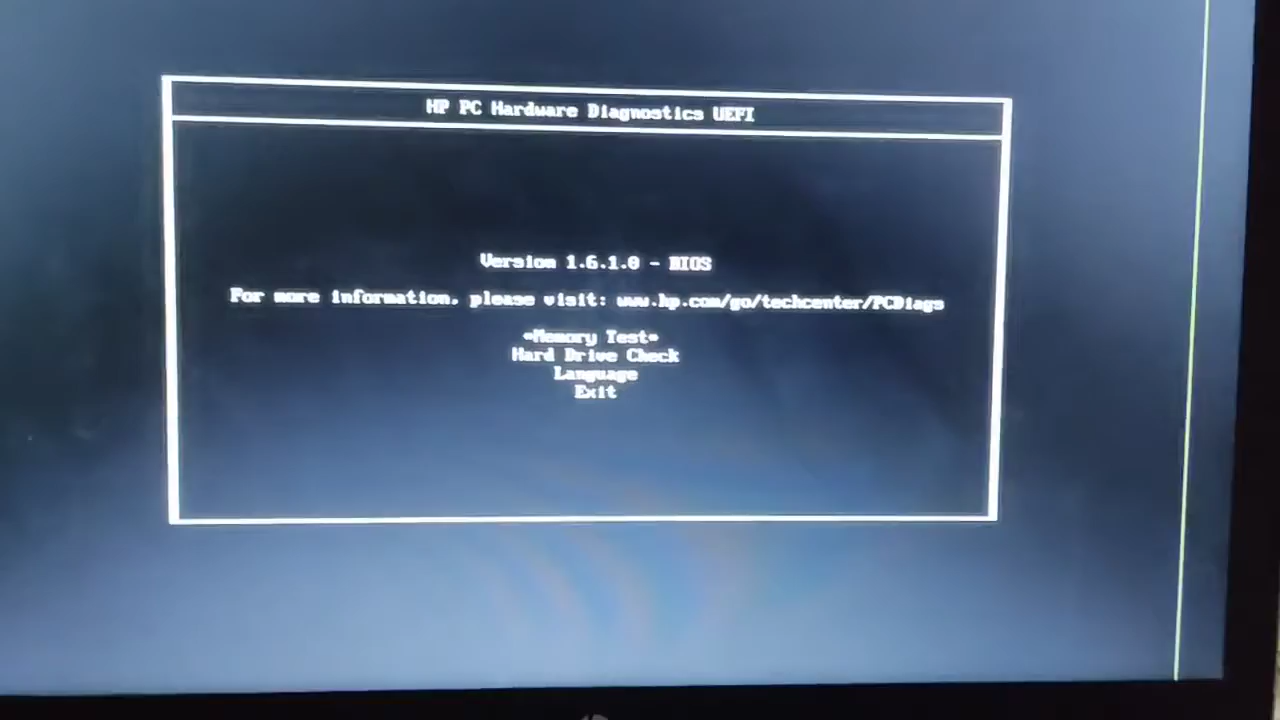 HP PC Hardware Diagnostics UEFI
Version 1.6.1.0 - BIOS
For more information, please visit: www.hp.com/go/techcenter/PCDiags
*Memory Test*
Hard Drive Check
Language
Exit